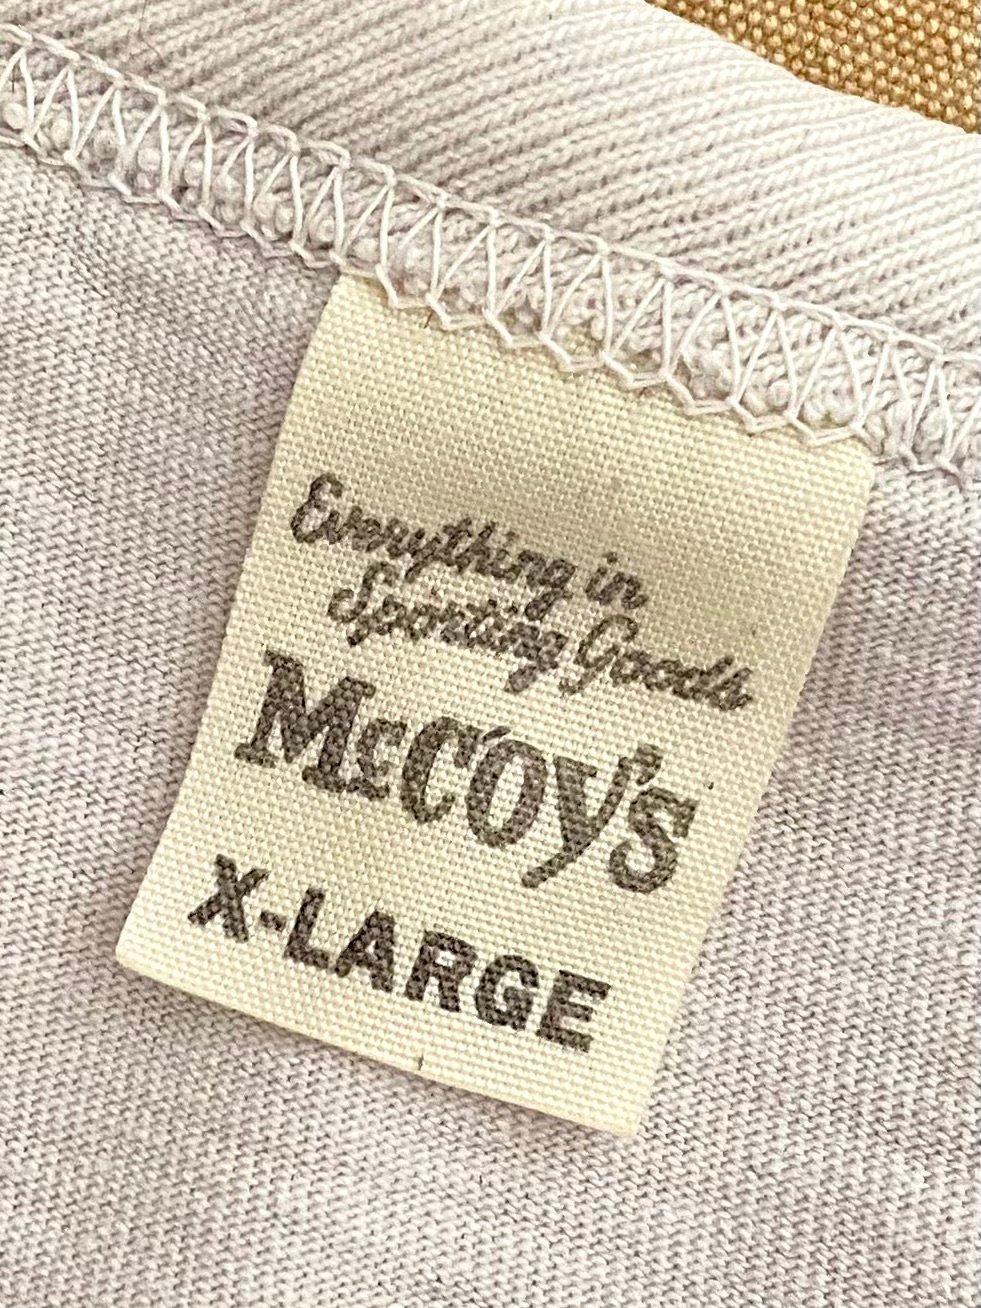 Everything in
Sporting Goods
McCOY'S
X-LARGE